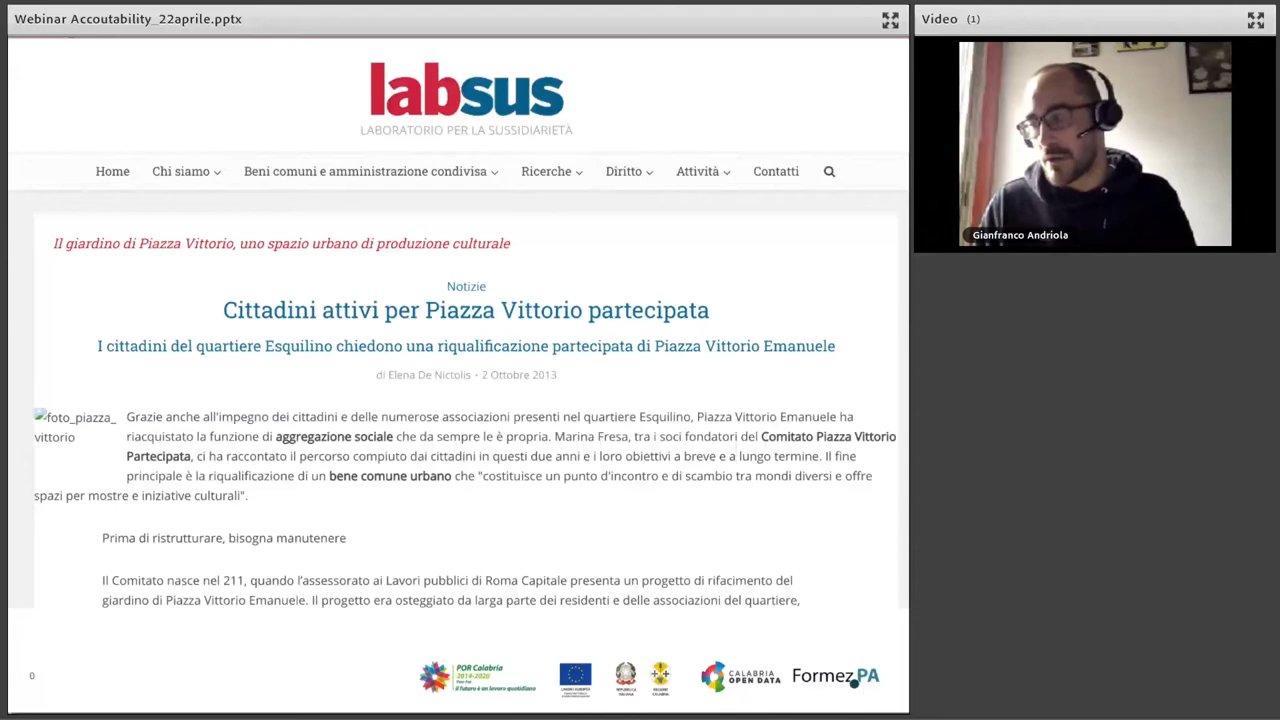 Webinar Accoutability_22aprile.pptx
Video (1)
labsus
LABORATORIO PER LA SUSSIDIARIETÀ
Home Chi siamo Beni comuni e amministrazione condivisa Ricerche Diritto Attività Contatti
Gianfranco Andriola
Il giardino di Piazza Vittorio, uno spazio urbano di produzione culturale
Notizie
Cittadini attivi per Piazza Vittorio partecipata
I cittadini del quartiere Esquilino chiedono una riqualificazione partecipata di Piazza Vittorio Emanuele
di Elena De Nictolis - 2 Ottobre 2013
foto_piazza_
vittorio
Grazie anche all'impegno dei cittadini e delle numerose associazioni presenti nel quartiere Esquilino, Piazza Vittorio Emanuele ha
riacquistato la funzione di aggregazione sociale che da sempre le è propria. Marina Fresa, tra i soci fondatori del Comitato Piazza Vittorio
Partecipata, ci ha raccontato il percorso compiuto dai cittadini in questi due anni e i loro obiettivi a breve e a lungo termine. Il fine
principale è la riqualificazione di un bene comune urbano che "costituisce un punto d'incontro e di scambio tra mondi diversi e offre
spazi per mostre e iniziative culturali".
Prima di ristrutturare, bisogna manutenere
Il Comitato nasce nel 211, quando l'assessorato ai Lavori pubblici di Roma Capitale presenta un progetto di rifacimento del
giardino di Piazza Vittorio Emanuele. Il progetto era osteggiato da larga parte dei residenti e delle associazioni del quartiere,
0
POR Calabria
2014-2020
il futuro è un lavoro quotidiano
CALABRIA
OPEN DATA
FormezPA